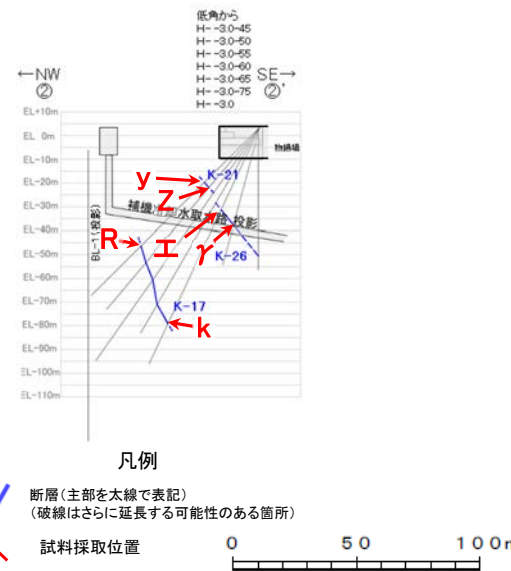 低角から
H--3.0-45
H--3.0-50
H--3.0-55
H--3.0-60
H--3.0-65
H--3.0-75
H--3.0
←NW
②
SE→
②'
EL+10m
EL 0m
EL-10m
EL-20m
EL-30m
EL-40m
EL-50m
EL-60m
EL-70m
EL-80m
EL-90m
EL-100m
EL-110m
物揚場
y
K-21
Z
補機冷却水取水路 投影
R
BL-1(投影)
エ
γ
K-26
K-17
k
凡例
断層(主部を太線で表記)
(破線はさらに延長する可能性のある箇所)
試料採取位置
0 50 100m